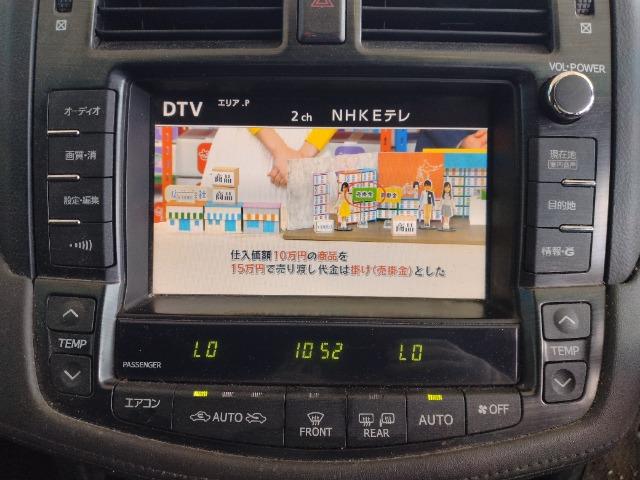 VOL・POWER
DTV エリア.P 2 ch NHKEテレ
オーディオ
画質・消
設定・編集
現在地
目的地
情報・G
商品
商品
商品
仕入価額10万円の商品を
15万円で売り渡し代金は掛け(売掛金)とした
TEMP
TEMP
PASSENGER
LO 10 52 LO
エアコン
AUTO
FRONT
REAR
AUTO
OFF